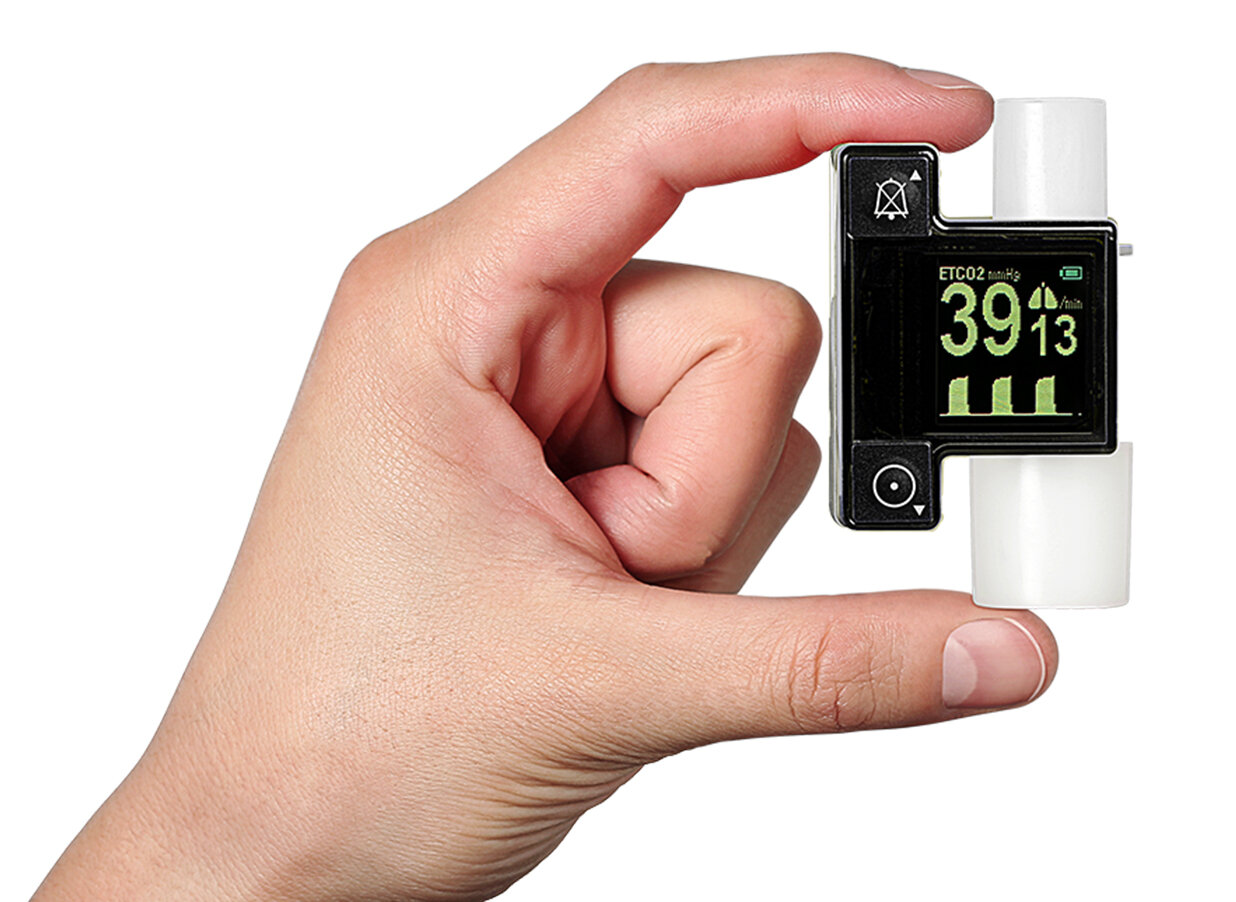 ETCO2 mmHg
39 /min
13